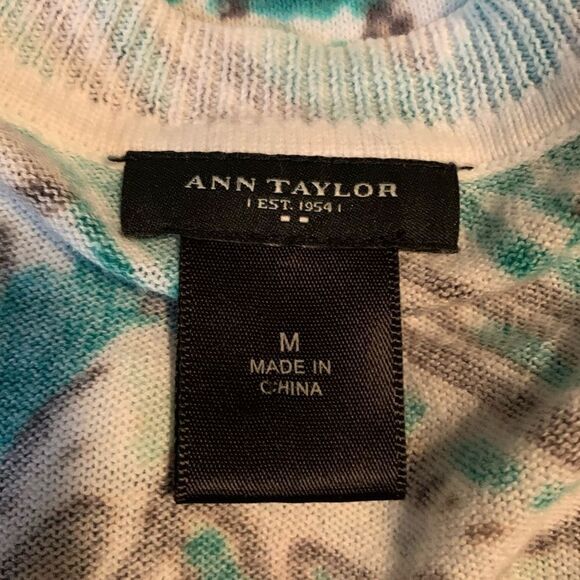 ANN TAYLOR
| EST. 1954 |
M
MADE IN
CHINA